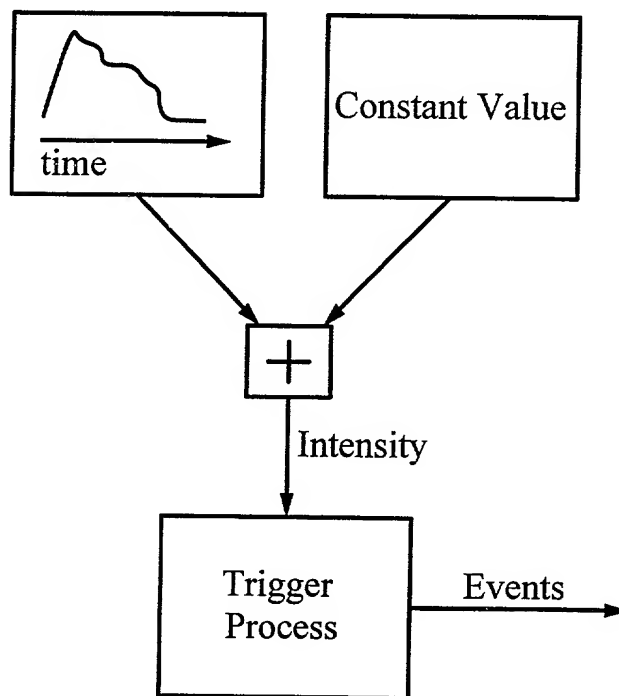 time
Constant Value
+
Intensity
Trigger
Process
Events